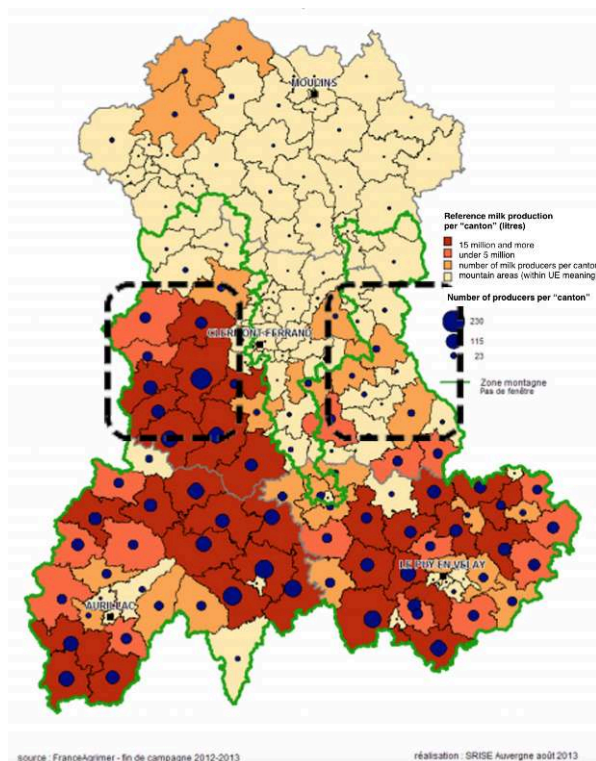 MOULINS
Reference milk production
per "canton" (litres)
15 million and more
under 5 million
number of milk producers per canton
mountain areas (within UE meaning
Number of producers per "canton"
230
115
23
CLERMONT-FERRAND
Zone montagne
Pas de fenêtre
LE PUY-EN-VELAY
AURILLAC
source : FranceAgrimer - fin de campagne 2012-2013
réalisation : SRISE Auvergne août 2013